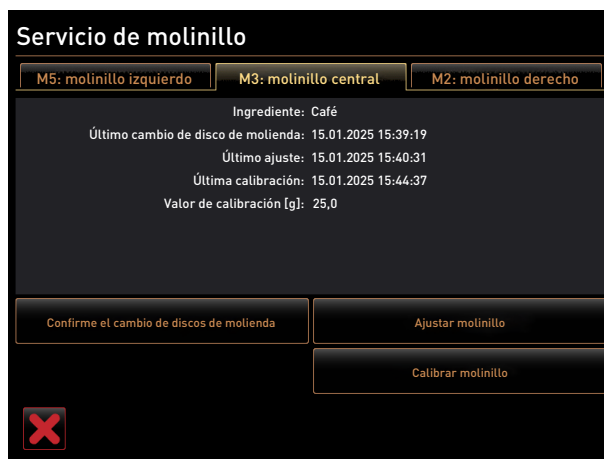 Servicio de molinillo
M5: molinillo izquierdo M3: molinillo central M2: molinillo derecho
Ingrediente: Café
Último cambio de disco de molienda: 15.01.2025 15:39:19
Último ajuste: 15.01.2025 15:40:31
Última calibración: 15.01.2025 15:44:37
Valor de calibración [g]: 25,0
Confirme el cambio de discos de molienda Ajustar molinillo
Calibrar molinillo